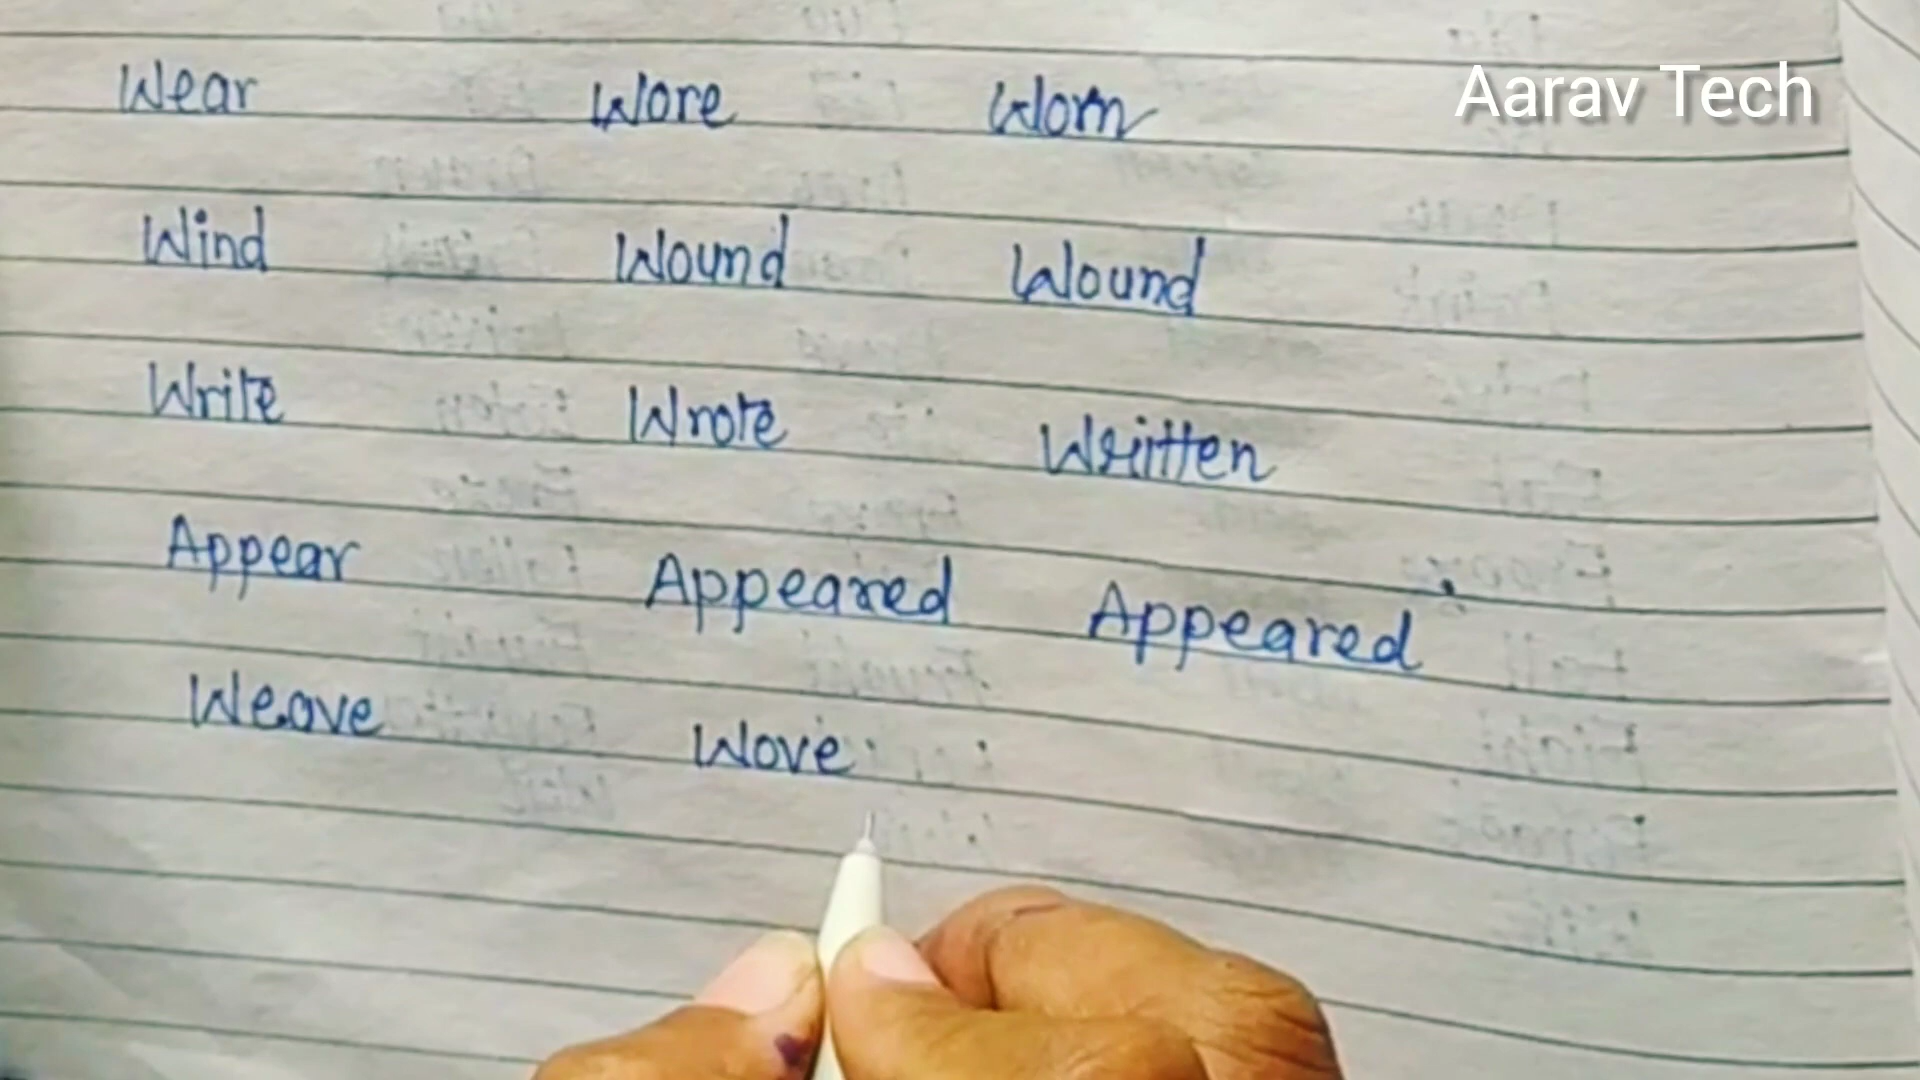 Aarav Tech
Wear Wore Worn
Wind Wound Wound
Write Wrote Written
Appear Appeared Appeared
Weave Wove